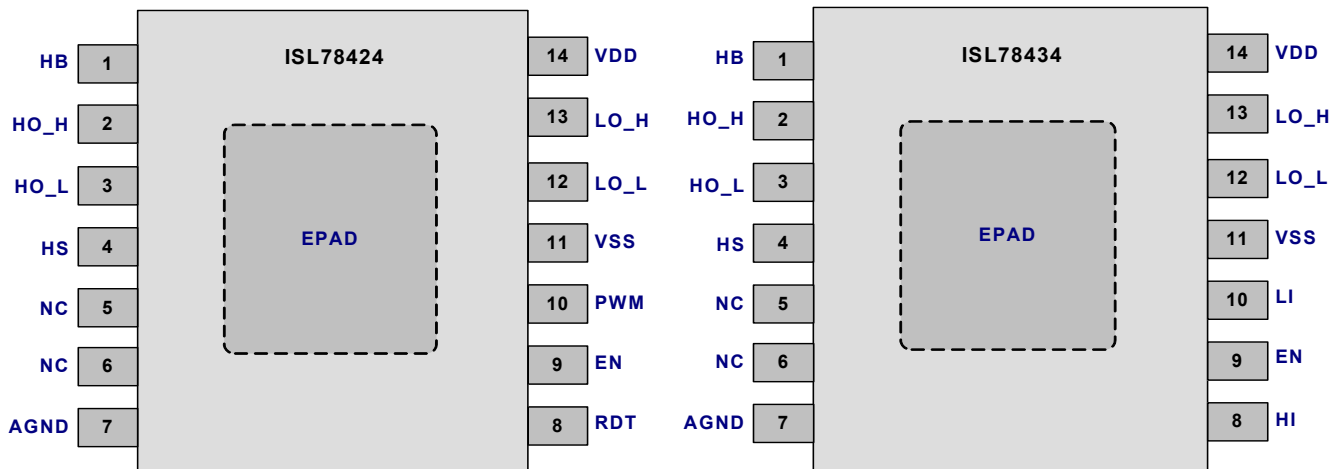 ISL78424
HB 1
HO_H 2
HO_L 3
HS 4
NC 5
NC 6
AGND 7
EPAD
14 VDD
13 LO_H
12 LO_L
11 VSS
10 PWM
9 EN
8 RDT
ISL78434
HB 1
HO_H 2
HO_L 3
HS 4
NC 5
NC 6
AGND 7
EPAD
14 VDD
13 LO_H
12 LO_L
11 VSS
10 LI
9 EN
8 HI